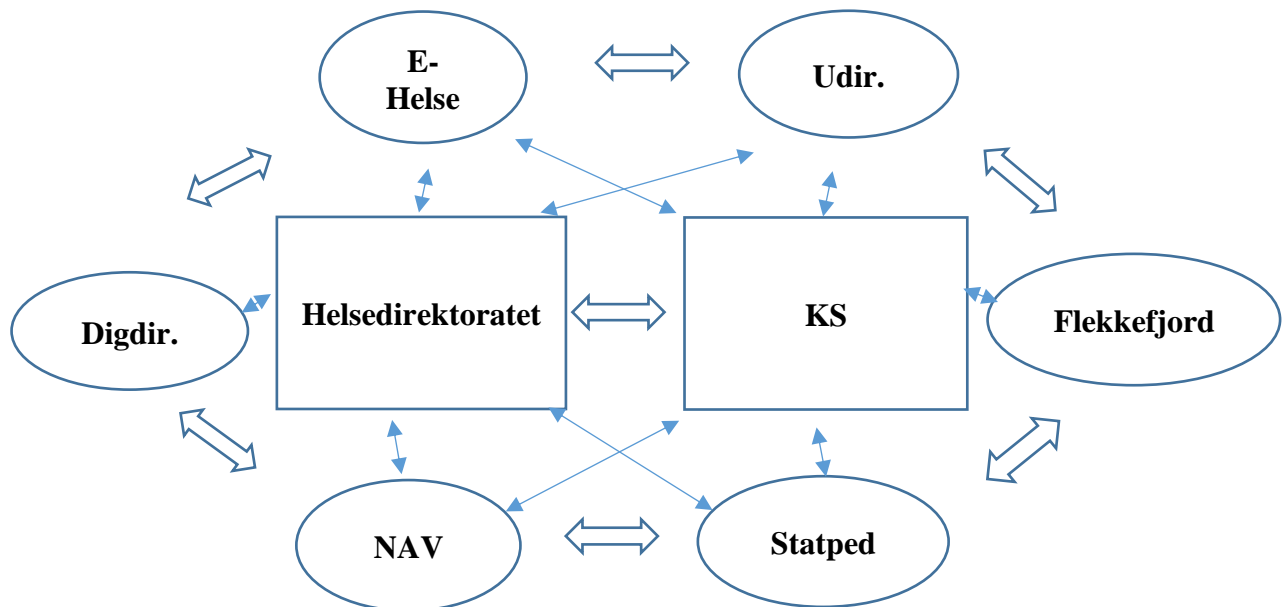 E-
Helse
Udir.
Digdir.
Helsedirektoratet
KS
Flekkefjord
NAV
Statped